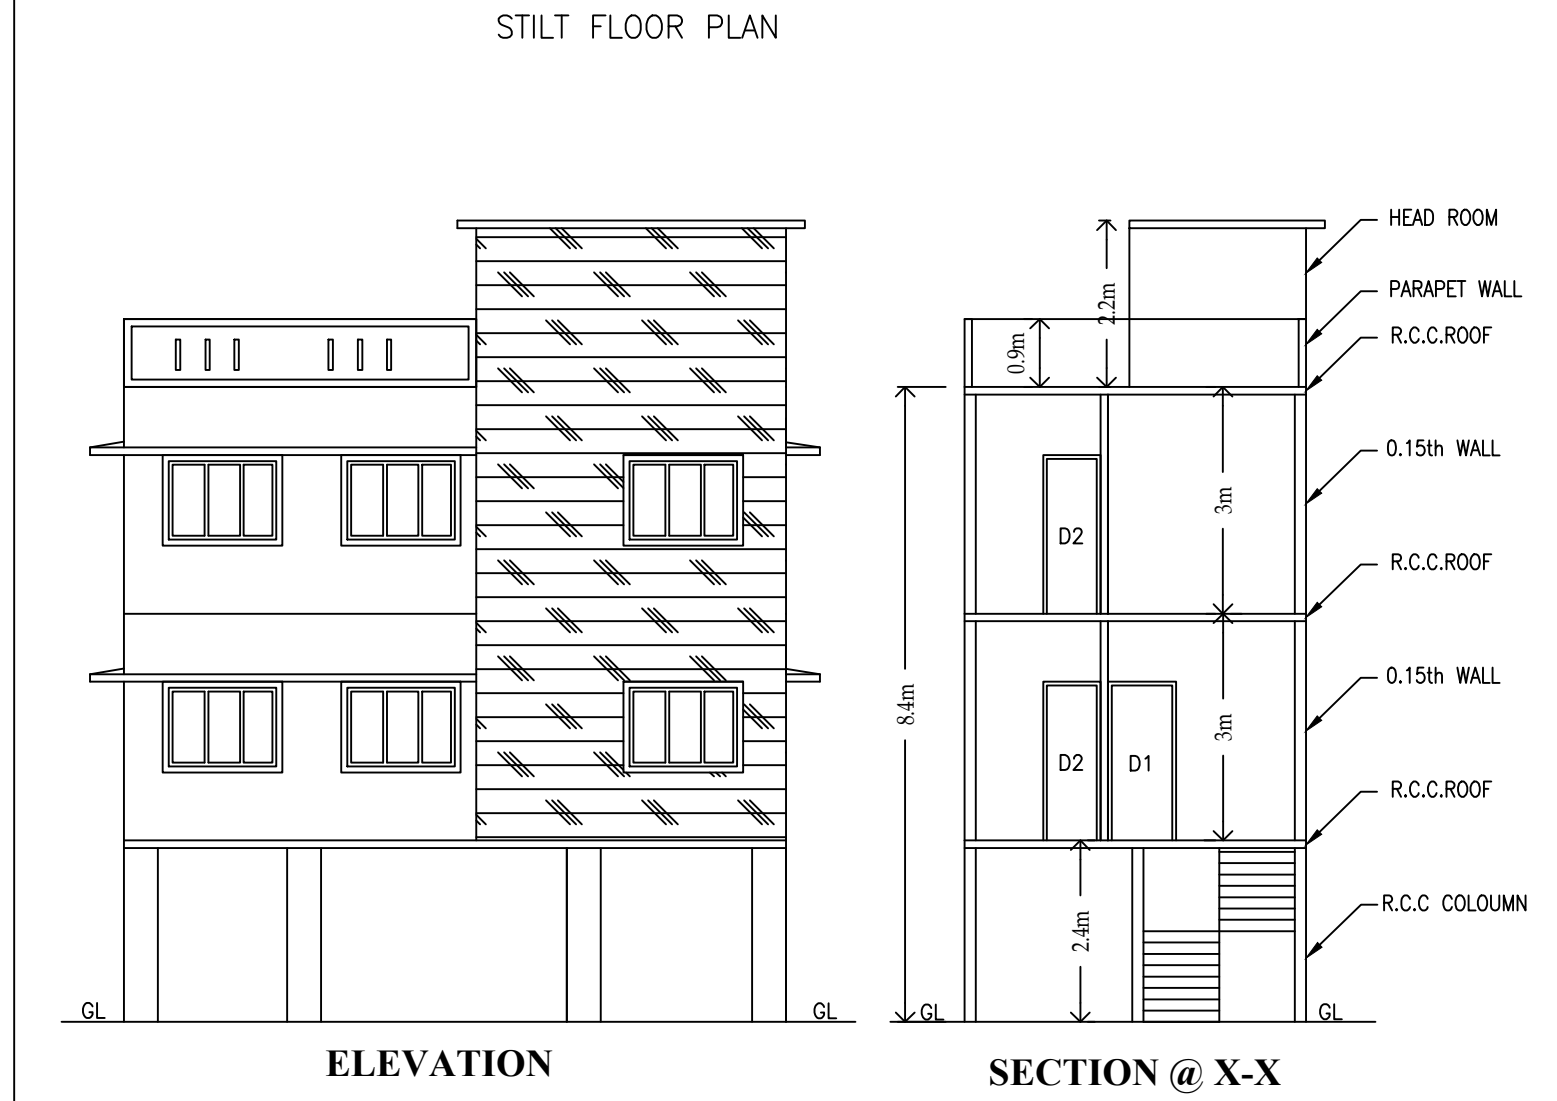 STILT FLOOR PLAN
HEAD ROOM
2.2m
PARAPET WALL
0.9m
R.C.C.ROOF
0.15th WALL
3m
D2
R.C.C.ROOF
0.15th WALL
8.4m
3m
D2
D1
R.C.C.ROOF
R.C.C COLOUMN
2.4m
GL
GL
GL
GL
ELEVATION
SECTION @ X-X